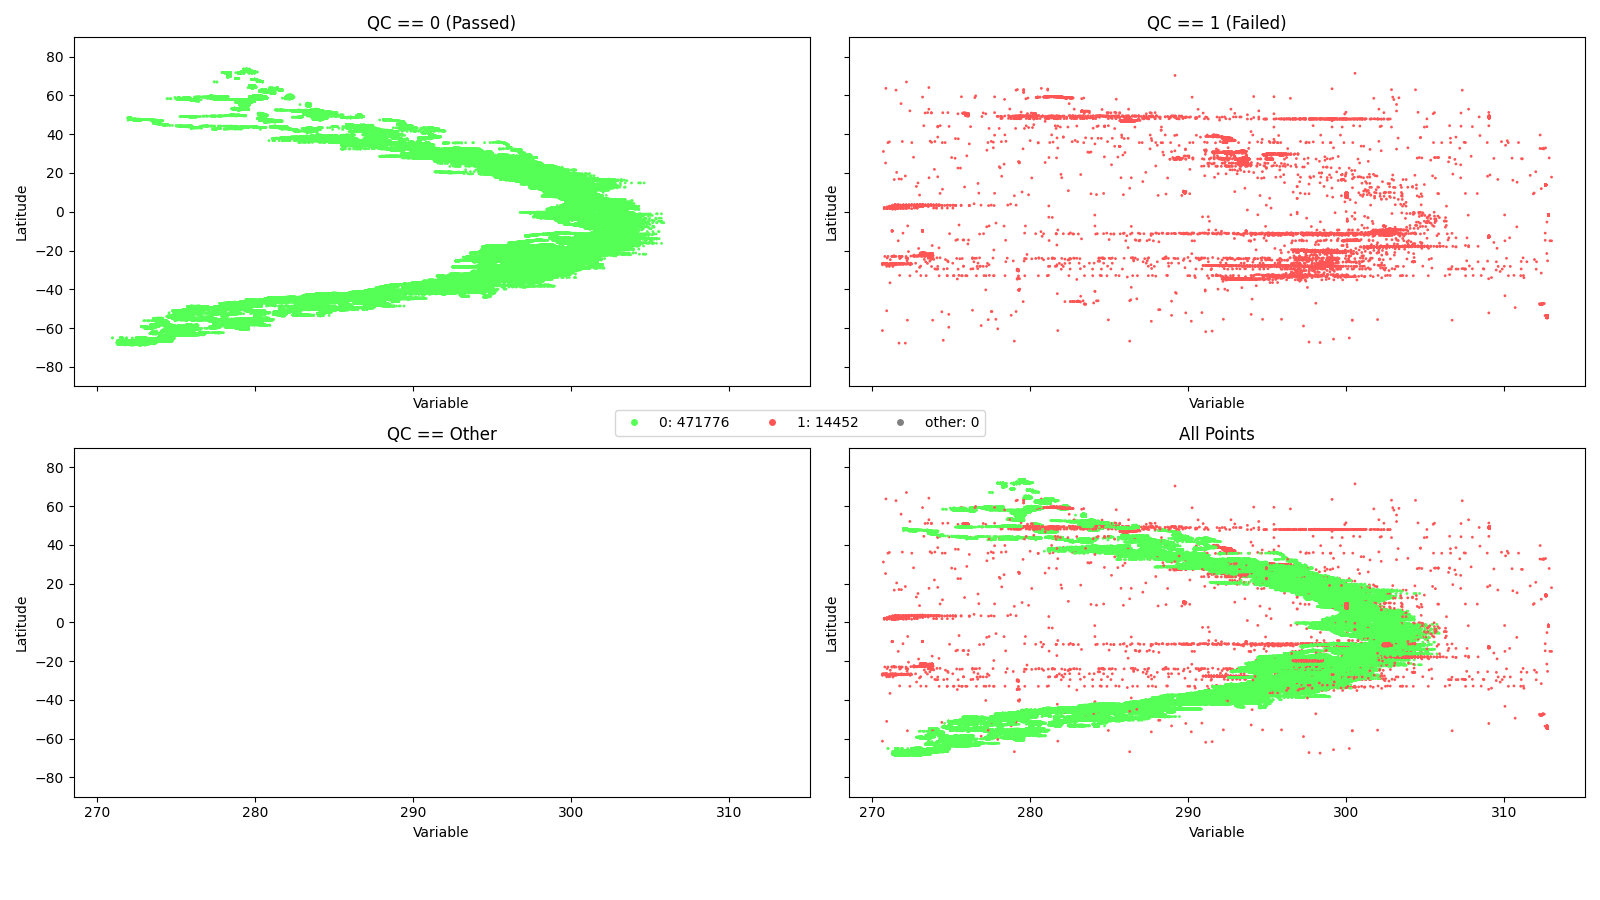 QC == 0 (Passed)
QC == 1 (Failed)
80
60
40
20
0
−20
−40
−60
−80
Latitude
Latitude
Variable
Variable
0: 471776
1: 14452
other: 0
QC == Other
All Points
80
60
40
20
0
−20
−40
−60
−80
Latitude
Latitude
270
280
290
300
310
270
280
290
300
310
Variable
Variable